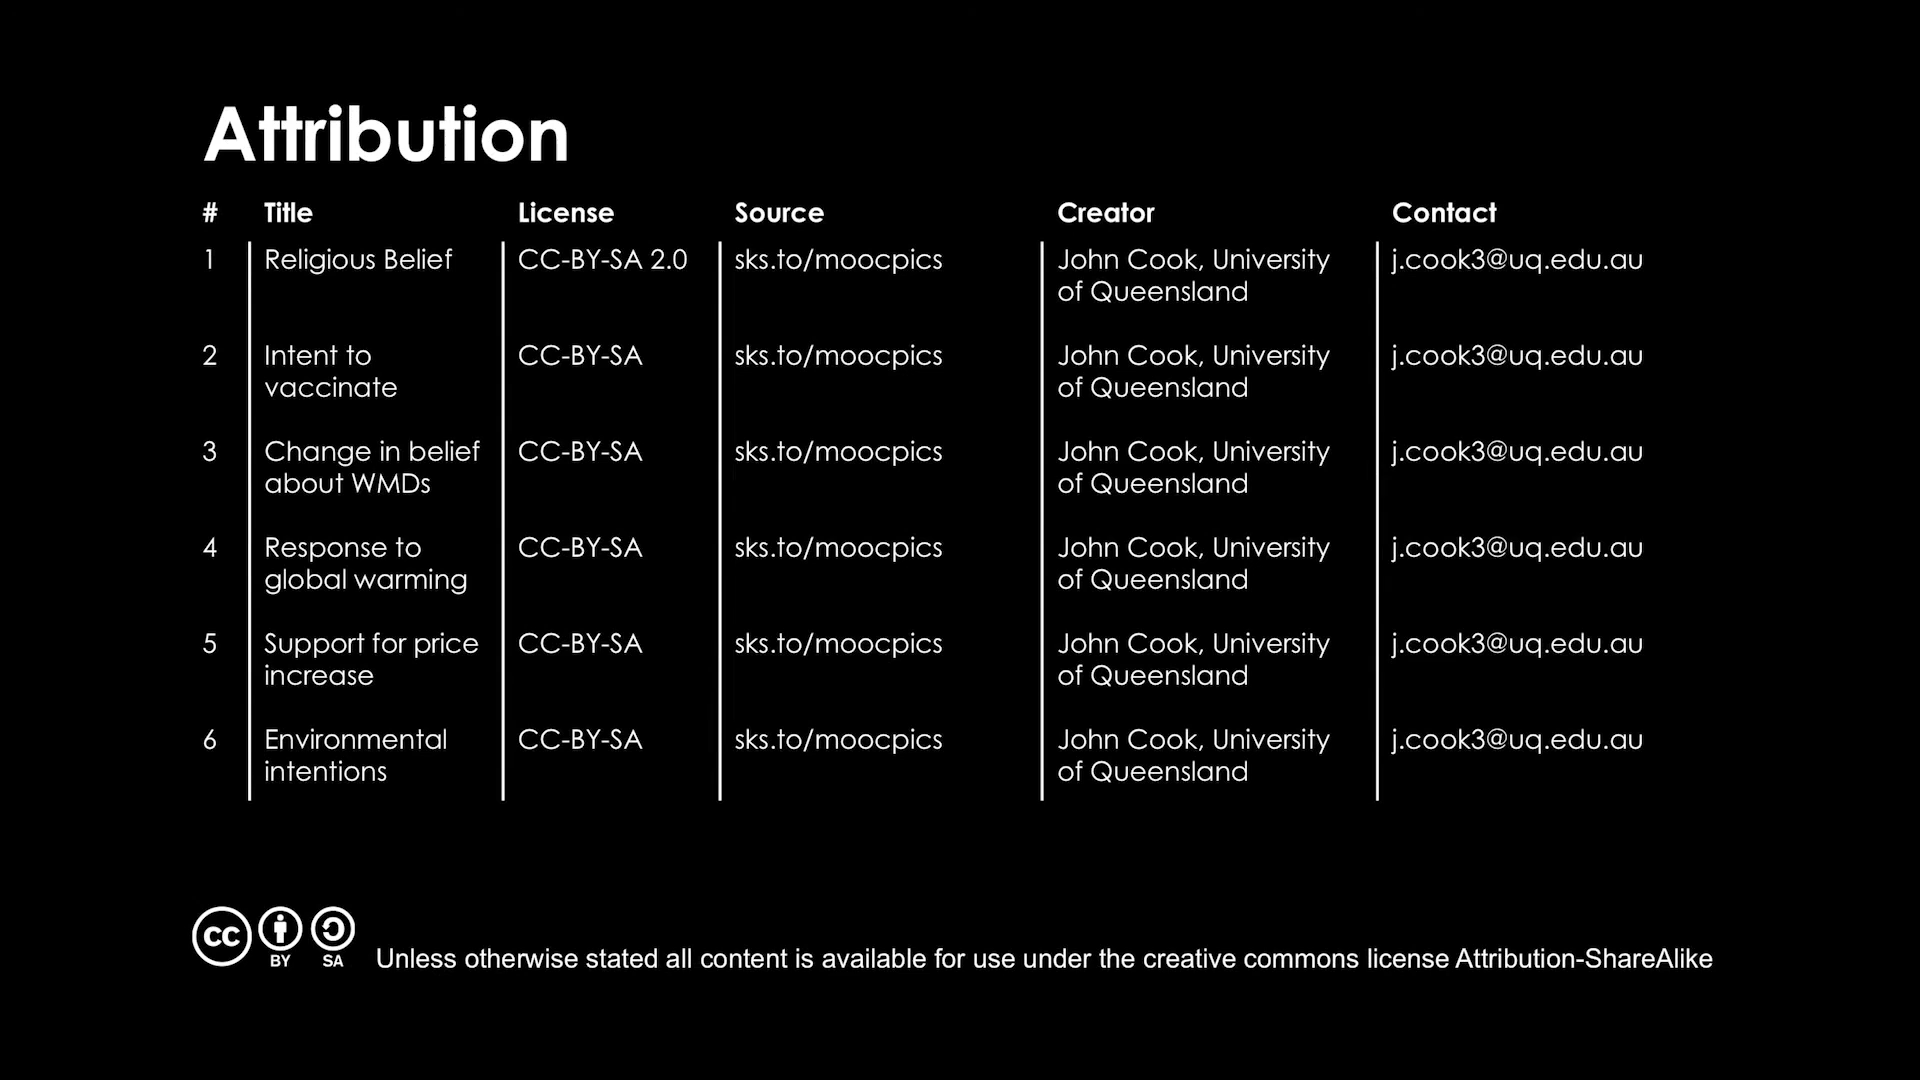 Attribution
# Title License Source Creator Contact
1 Religious Belief CC-BY-SA 2.0 sks.to/moocpics John Cook, University j.cook3@uq.edu.au
of Queensland
2 Intent to CC-BY-SA sks.to/moocpics John Cook, University j.cook3@uq.edu.au
vaccinate of Queensland
3 Change in belief CC-BY-SA sks.to/moocpics John Cook, University j.cook3@uq.edu.au
about WMDs of Queensland
4 Response to CC-BY-SA sks.to/moocpics John Cook, University j.cook3@uq.edu.au
global warming of Queensland
5 Support for price CC-BY-SA sks.to/moocpics John Cook, University j.cook3@uq.edu.au
increase of Queensland
6 Environmental CC-BY-SA sks.to/moocpics John Cook, University j.cook3@uq.edu.au
intentions of Queensland
cc BY SA Unless otherwise stated all content is available for use under the creative commons license Attribution-ShareAlike